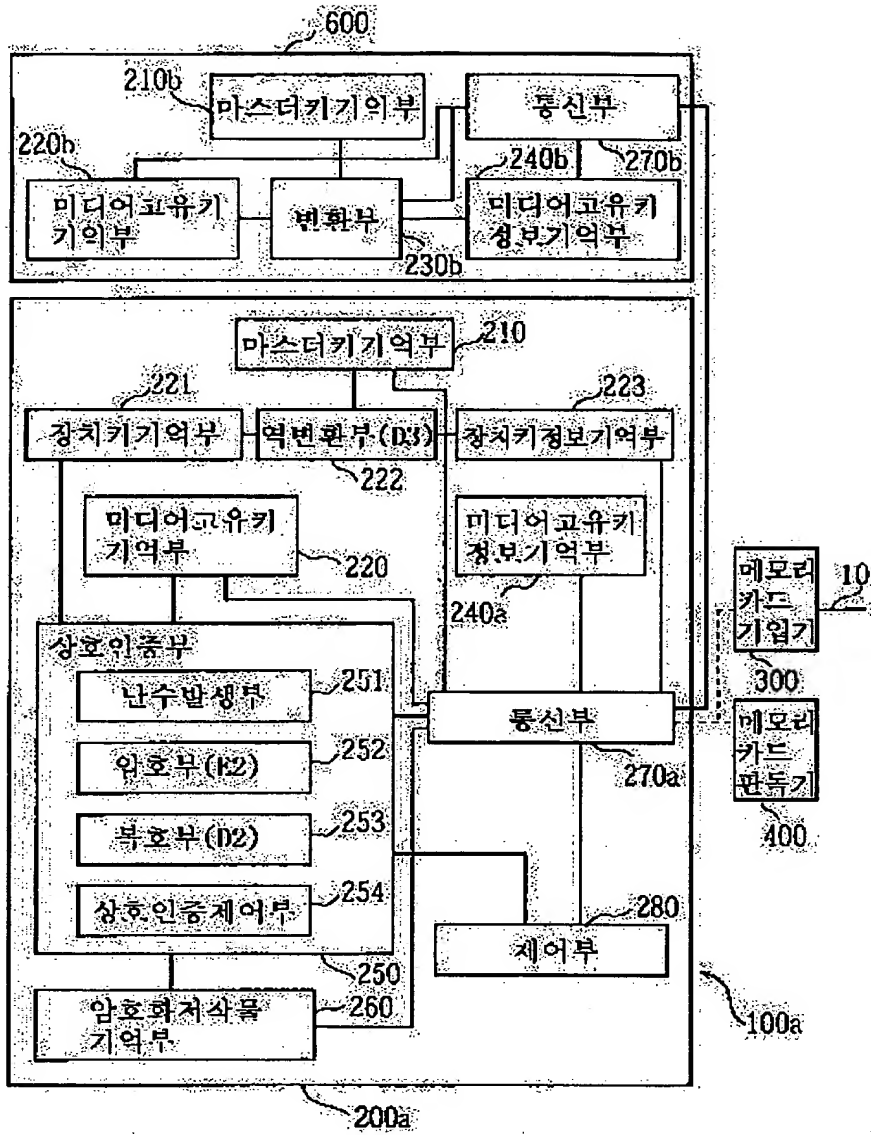 600
210b
마스터키기억부
통신부
220b
240b
270b
미디어고유키
기억부
변환부
미디어고유키
정보기억부
230b
마스터키기억부
210
221
223
장치키기억부
역변환부(D3)
장치키정보기억부
222
미디어고유키
기억부
220
미디어고유키
정보기억부
240a
메모리
카드
기입기
10
300
상호인증부
난수발생부
251
통신부
270a
메모리
카드
판독기
400
암호부(E2)
252
복호부(D2)
253
상호인증제어부
254
280
제어부
250
암호화저작물
기억부
260
100a
200a